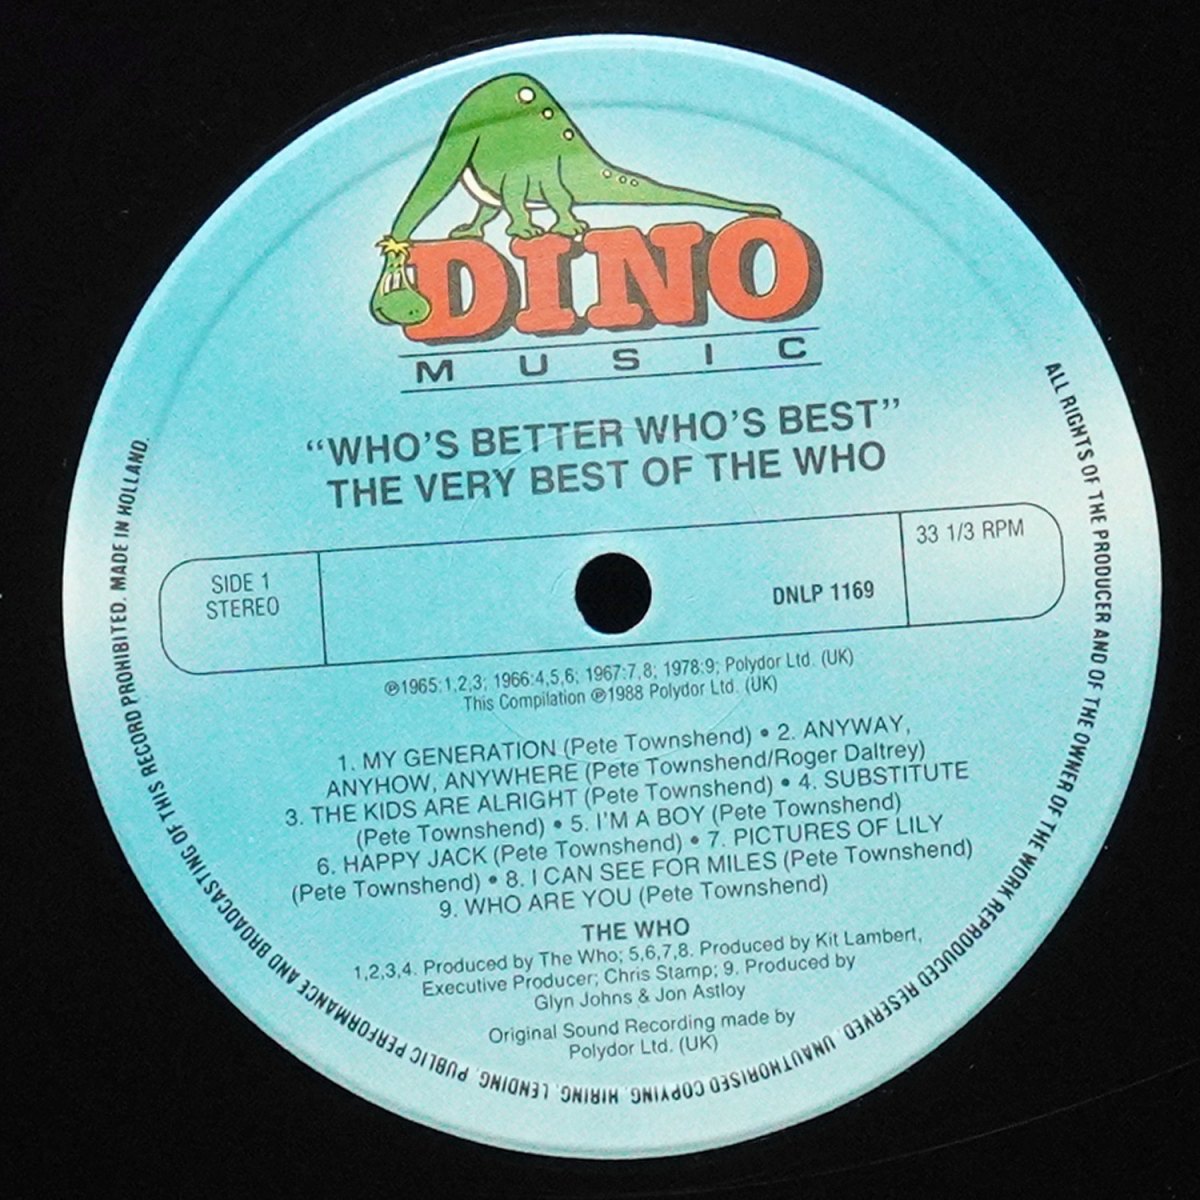 DINO
MUSIC
“WHO’S BETTER WHO’S BEST”
THE VERY BEST OF THE WHO
SIDE 1
STEREO
DNLP 1169
33 1/3 RPM
℗1965:1,2,3; 1966:4,5,6; 1967:7,8; 1978:9; Polydor Ltd. (UK)
This Compilation ℗1988 Polydor Ltd. (UK)
1. MY GENERATION (Pete Townshend) • 2. ANYWAY,
ANYHOW, ANYWHERE (Pete Townshend/Roger Daltrey)
3. THE KIDS ARE ALRIGHT (Pete Townshend) • 4. SUBSTITUTE
(Pete Townshend) • 5. I'M A BOY (Pete Townshend)
6. HAPPY JACK (Pete Townshend) • 7. PICTURES OF LILY
(Pete Townshend) • 8. I CAN SEE FOR MILES (Pete Townshend)
9. WHO ARE YOU (Pete Townshend)
THE WHO
1,2,3,4. Produced by The Who; 5,6,7,8. Produced by Kit Lambert,
Executive Producer; Chris Stamp; 9. Produced by
Glyn Johns & Jon Astloy
Original Sound Recording made by
Polydor Ltd. (UK)
ALL RIGHTS OF THE PRODUCER AND OF THE OWNER OF THE WORK REPRODUCED RESERVED. UNAUTHORISED COPYING, HIRING, LENDING, PUBLIC PERFORMANCE AND BROADCASTING OF THIS RECORD PROHIBITED. MADE IN HOLLAND.